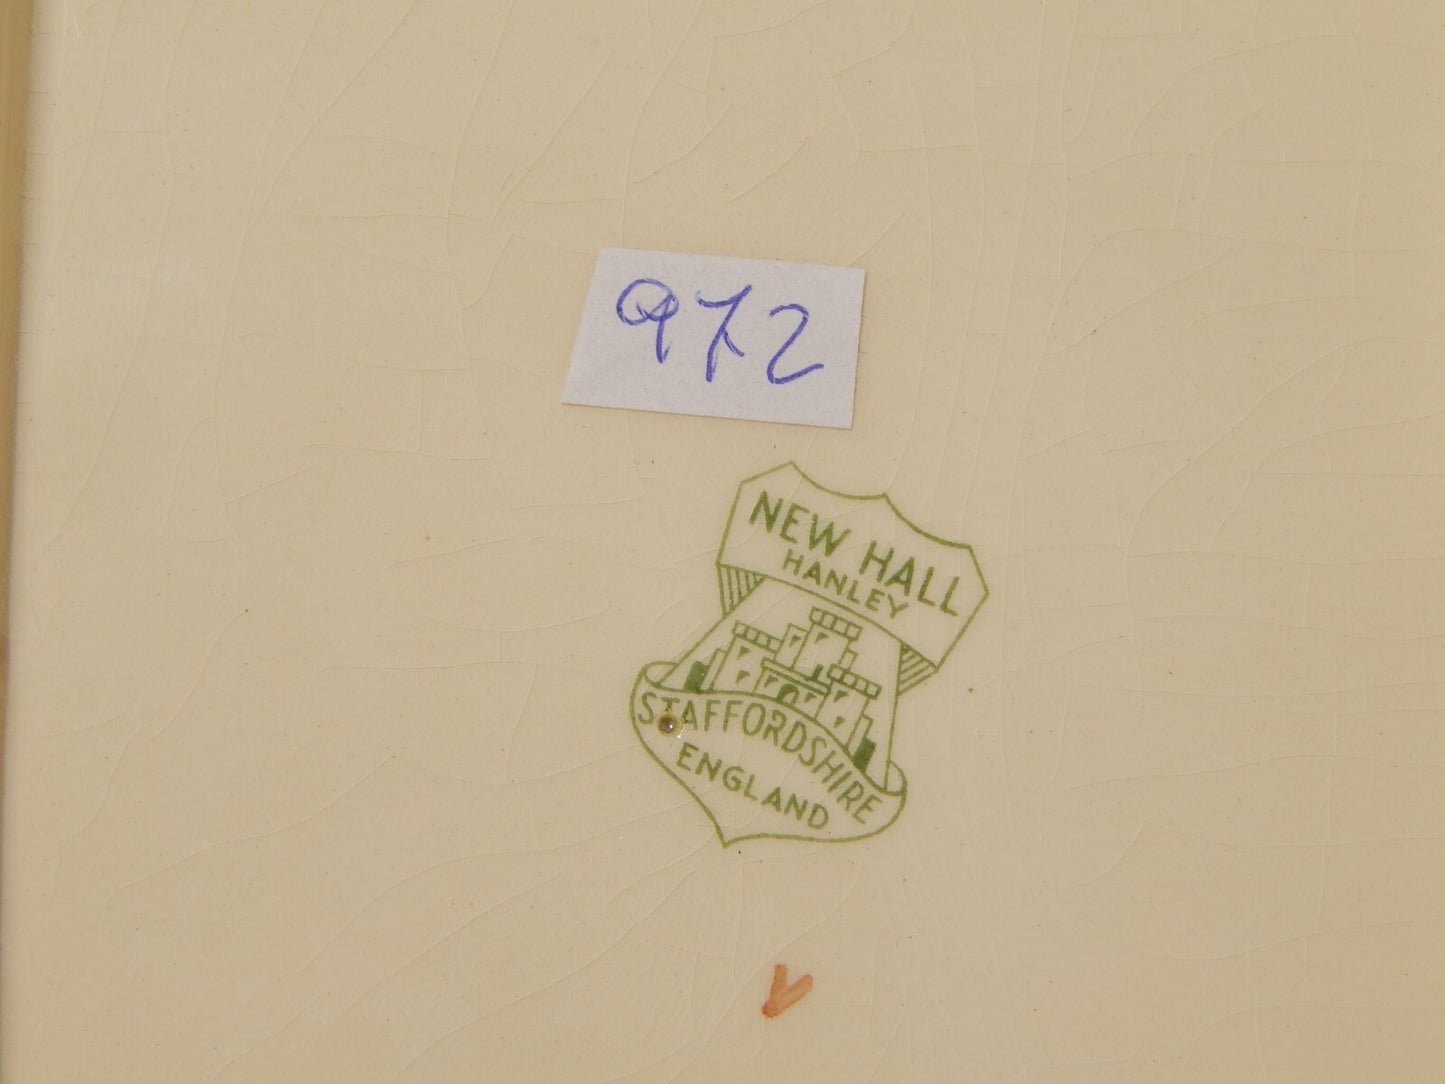 972
NEW HALL
HANLEY
STAFFORDSHIRE
ENGLAND